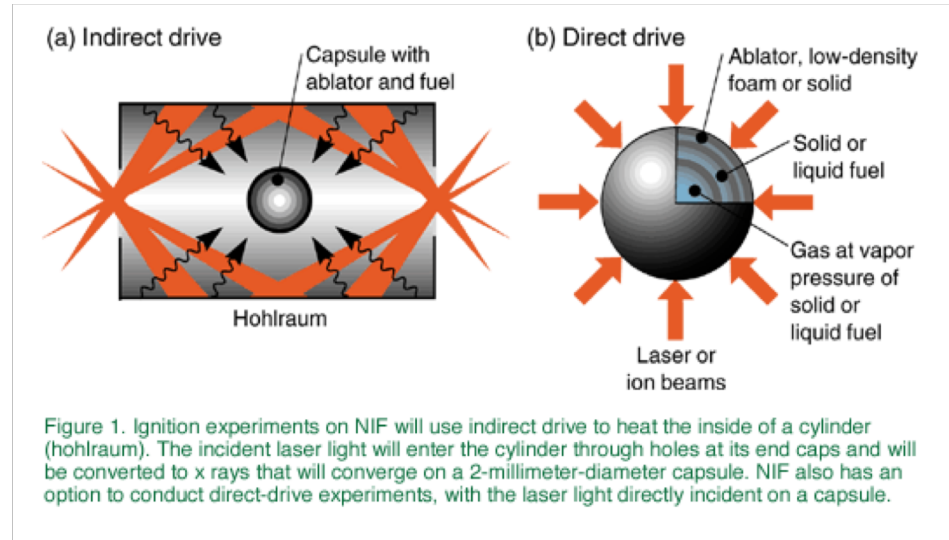 (a) Indirect drive
Capsule with
ablator and fuel
Hohlraum
(b) Direct drive
Ablator, low-density
foam or solid
Solid or
liquid fuel
Gas at vapor
pressure of
solid or
liquid fuel
Laser or
ion beams
Figure 1. Ignition experiments on NIF will use indirect drive to heat the inside of a cylinder
(hohlraum). The incident laser light will enter the cylinder through holes at its end caps and will
be converted to x rays that will converge on a 2-millimeter-diameter capsule. NIF also has an
option to conduct direct-drive experiments, with the laser light directly incident on a capsule.